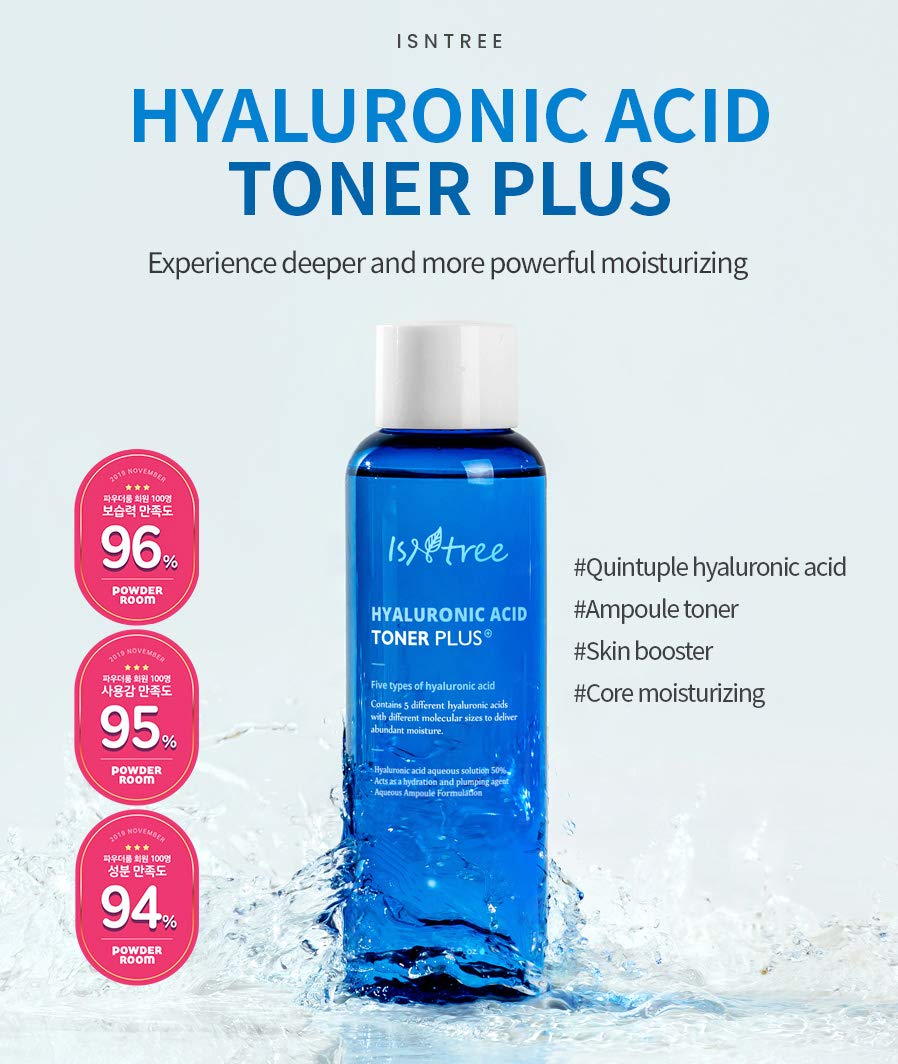 ISNTREE
HYALURONIC ACID
TONER PLUS
Experience deeper and more powerful moisturizing
2019 NOVEMBER
파우더룸 회원 100명
보습력 만족도
96%
POWDER
ROOM
2019 NOVEMBER
파우더룸 회원 100명
사용감 만족도
95%
POWDER
ROOM
2019 NOVEMBER
파우더룸 회원 100명
성분 만족도
94%
POWDER
ROOM
Isntree
HYALURONIC ACID
TONER PLUS
Five types of hyaluronic acid
Contains 5 different hyaluronic acids
with different molecular sizes to deliver
abundant moisture.
· Hyaluronic acid aqueous solution 50%
· Acts as a hydration and plumping agent
· Aqueous Ampoule Formulation
#Quintuple hyaluronic acid
#Ampoule toner
#Skin booster
#Core moisturizing